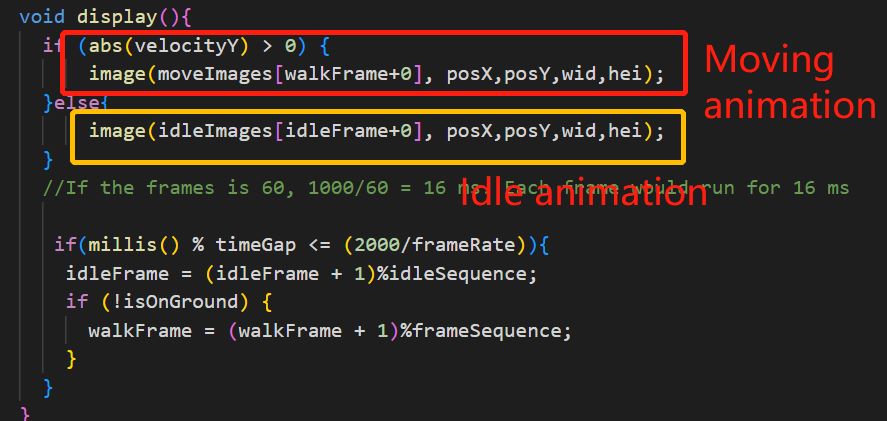 void display(){
if (abs(velocityY) > 0) {
image(moveImages[walkFrame+0], posX,posY,wid,hei);
}else{
image(idleImages[idleFrame+0], posX,posY,wid,hei);
}
//If the frames is 60, 1000/60 = 16 ms. Each frame would run for 16 ms
if(millis() % timeGap <= (2000/frameRate)){
idleFrame = (idleFrame + 1)%idleSequence;
if (!isOnGround) {
walkFrame = (walkFrame + 1)%frameSequence;
}
}
}
Moving
animation
Idle animation